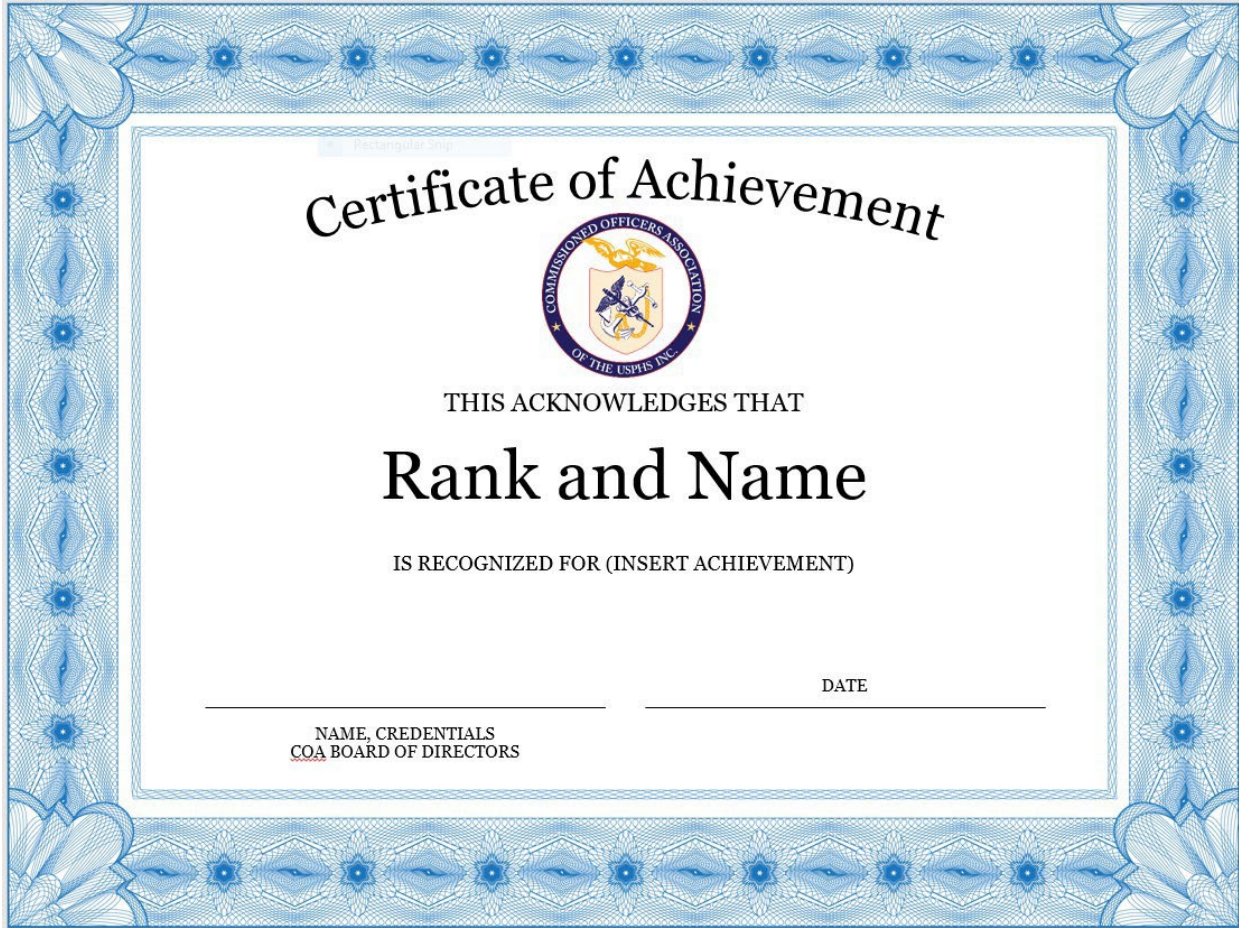 Rectangular Snip
Certificate of Achievement
COMMISSIONED OFFICERS ASSOCIATION
OF THE USPHS INC.
THIS ACKNOWLEDGES THAT
Rank and Name
IS RECOGNIZED FOR (INSERT ACHIEVEMENT)
DATE
NAME, CREDENTIALS
COA BOARD OF DIRECTORS